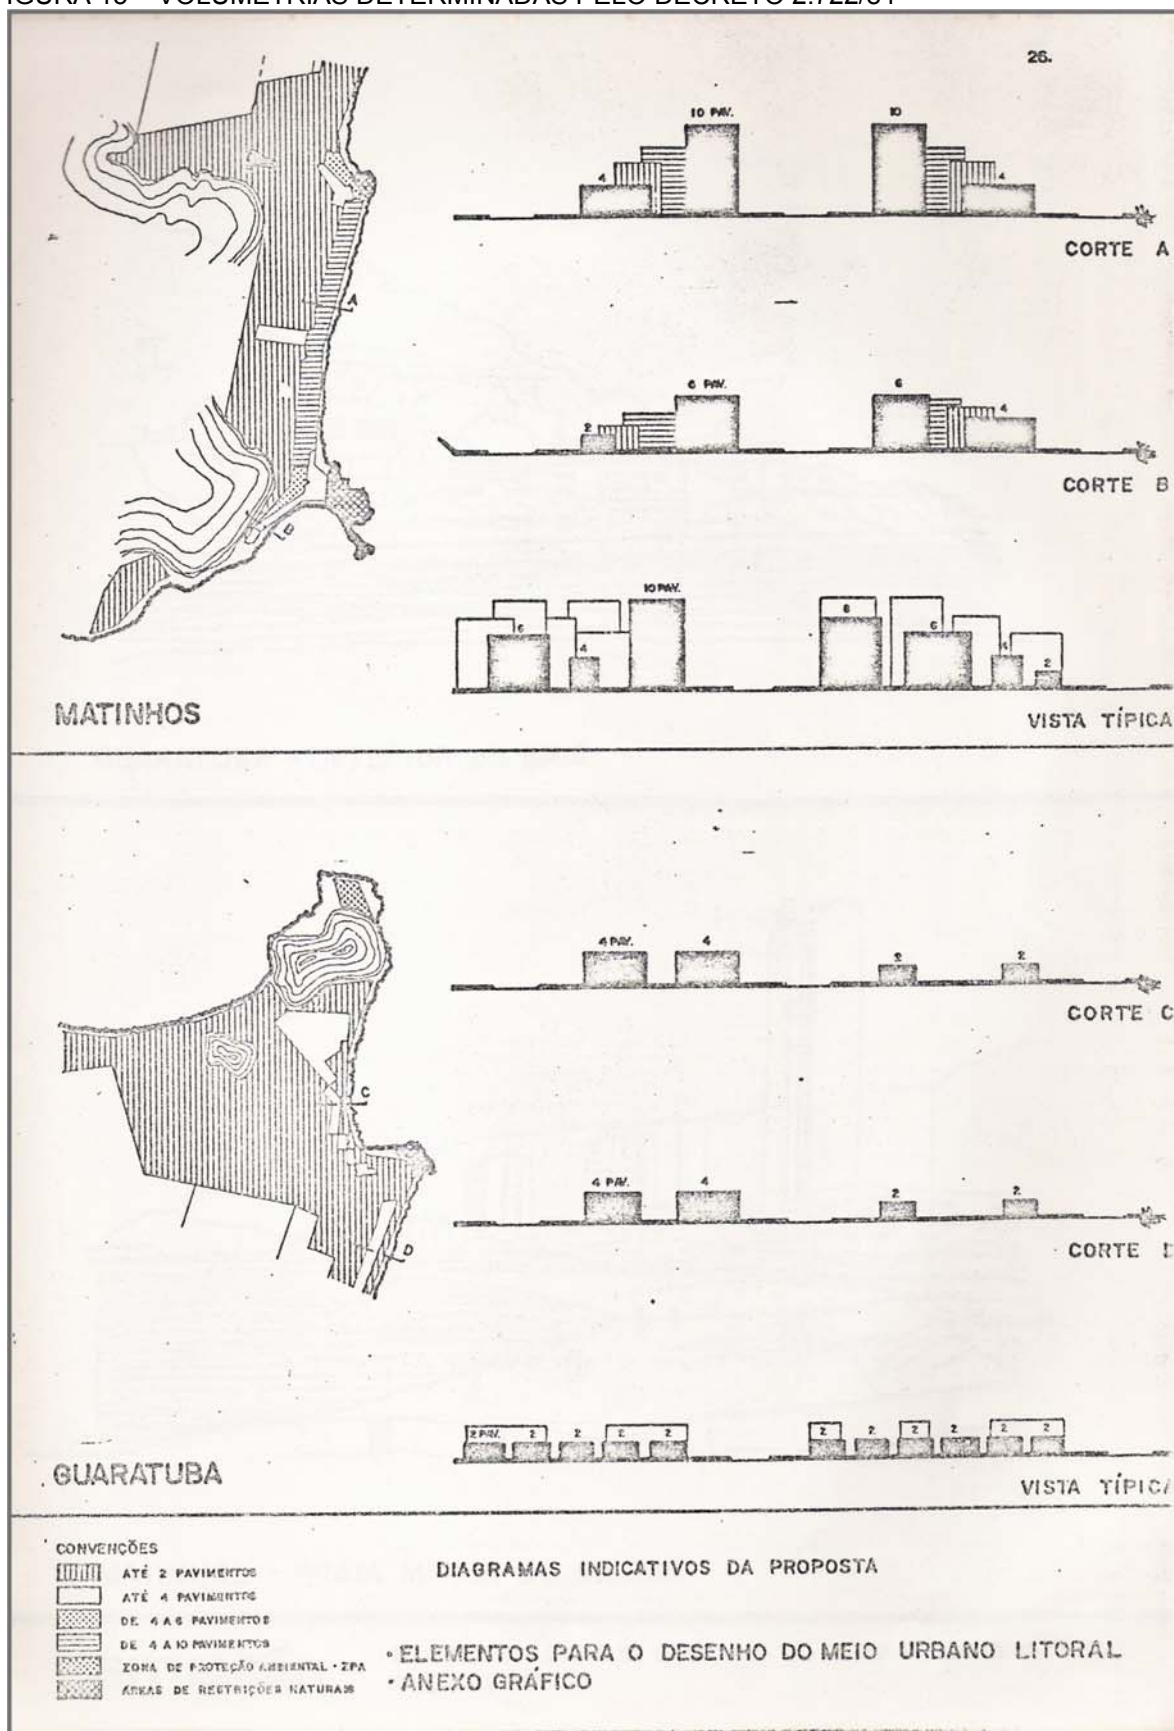 IGURA 15 – VOLUMETRIAS DETERMINADAS PELO DECRETO 2.722/84
26.
A
B
10 PAV.
4
10
4
CORTE A
6 PAV.
2
6
4
CORTE B
10 PAV.
6
4
8
6
4
2
MATINHOS
VISTA TÍPICA
C
D
4 PAV.
4
2
2
CORTE C
4 PAV.
4
2
2
CORTE
2 PAV.
2
2
2
2
2
2
2
2
2
2
GUARATUBA
VISTA TÍPICA
CONVENÇÕES
ATÉ 2 PAVIMENTOS
ATÉ 4 PAVIMENTOS
DE 4 A 6 PAVIMENTOS
DE 4 A 10 PAVIMENTOS
ZONA DE PROTEÇÃO AMBIENTAL · ZPA
ÁREAS DE RESTRIÇÕES NATURAIS
DIAGRAMAS INDICATIVOS DA PROPOSTA
• ELEMENTOS PARA O DESENHO DO MEIO URBANO LITORAL
• ANEXO GRÁFICO